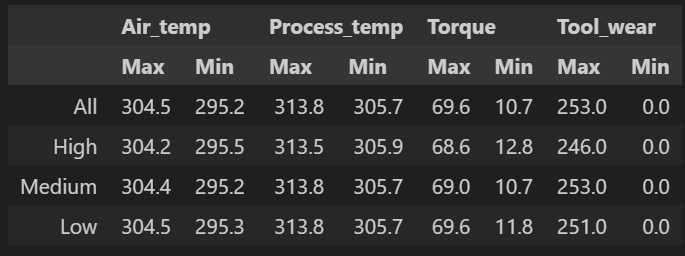 Air_temp Process_temp Torque Tool_wear
Max Min Max Min Max Min Max Min
All 304.5 295.2 313.8 305.7 69.6 10.7 253.0 0.0
High 304.2 295.5 313.5 305.9 68.6 12.8 246.0 0.0
Medium 304.4 295.2 313.8 305.7 69.0 10.7 253.0 0.0
Low 304.5 295.3 313.8 305.7 69.6 11.8 251.0 0.0